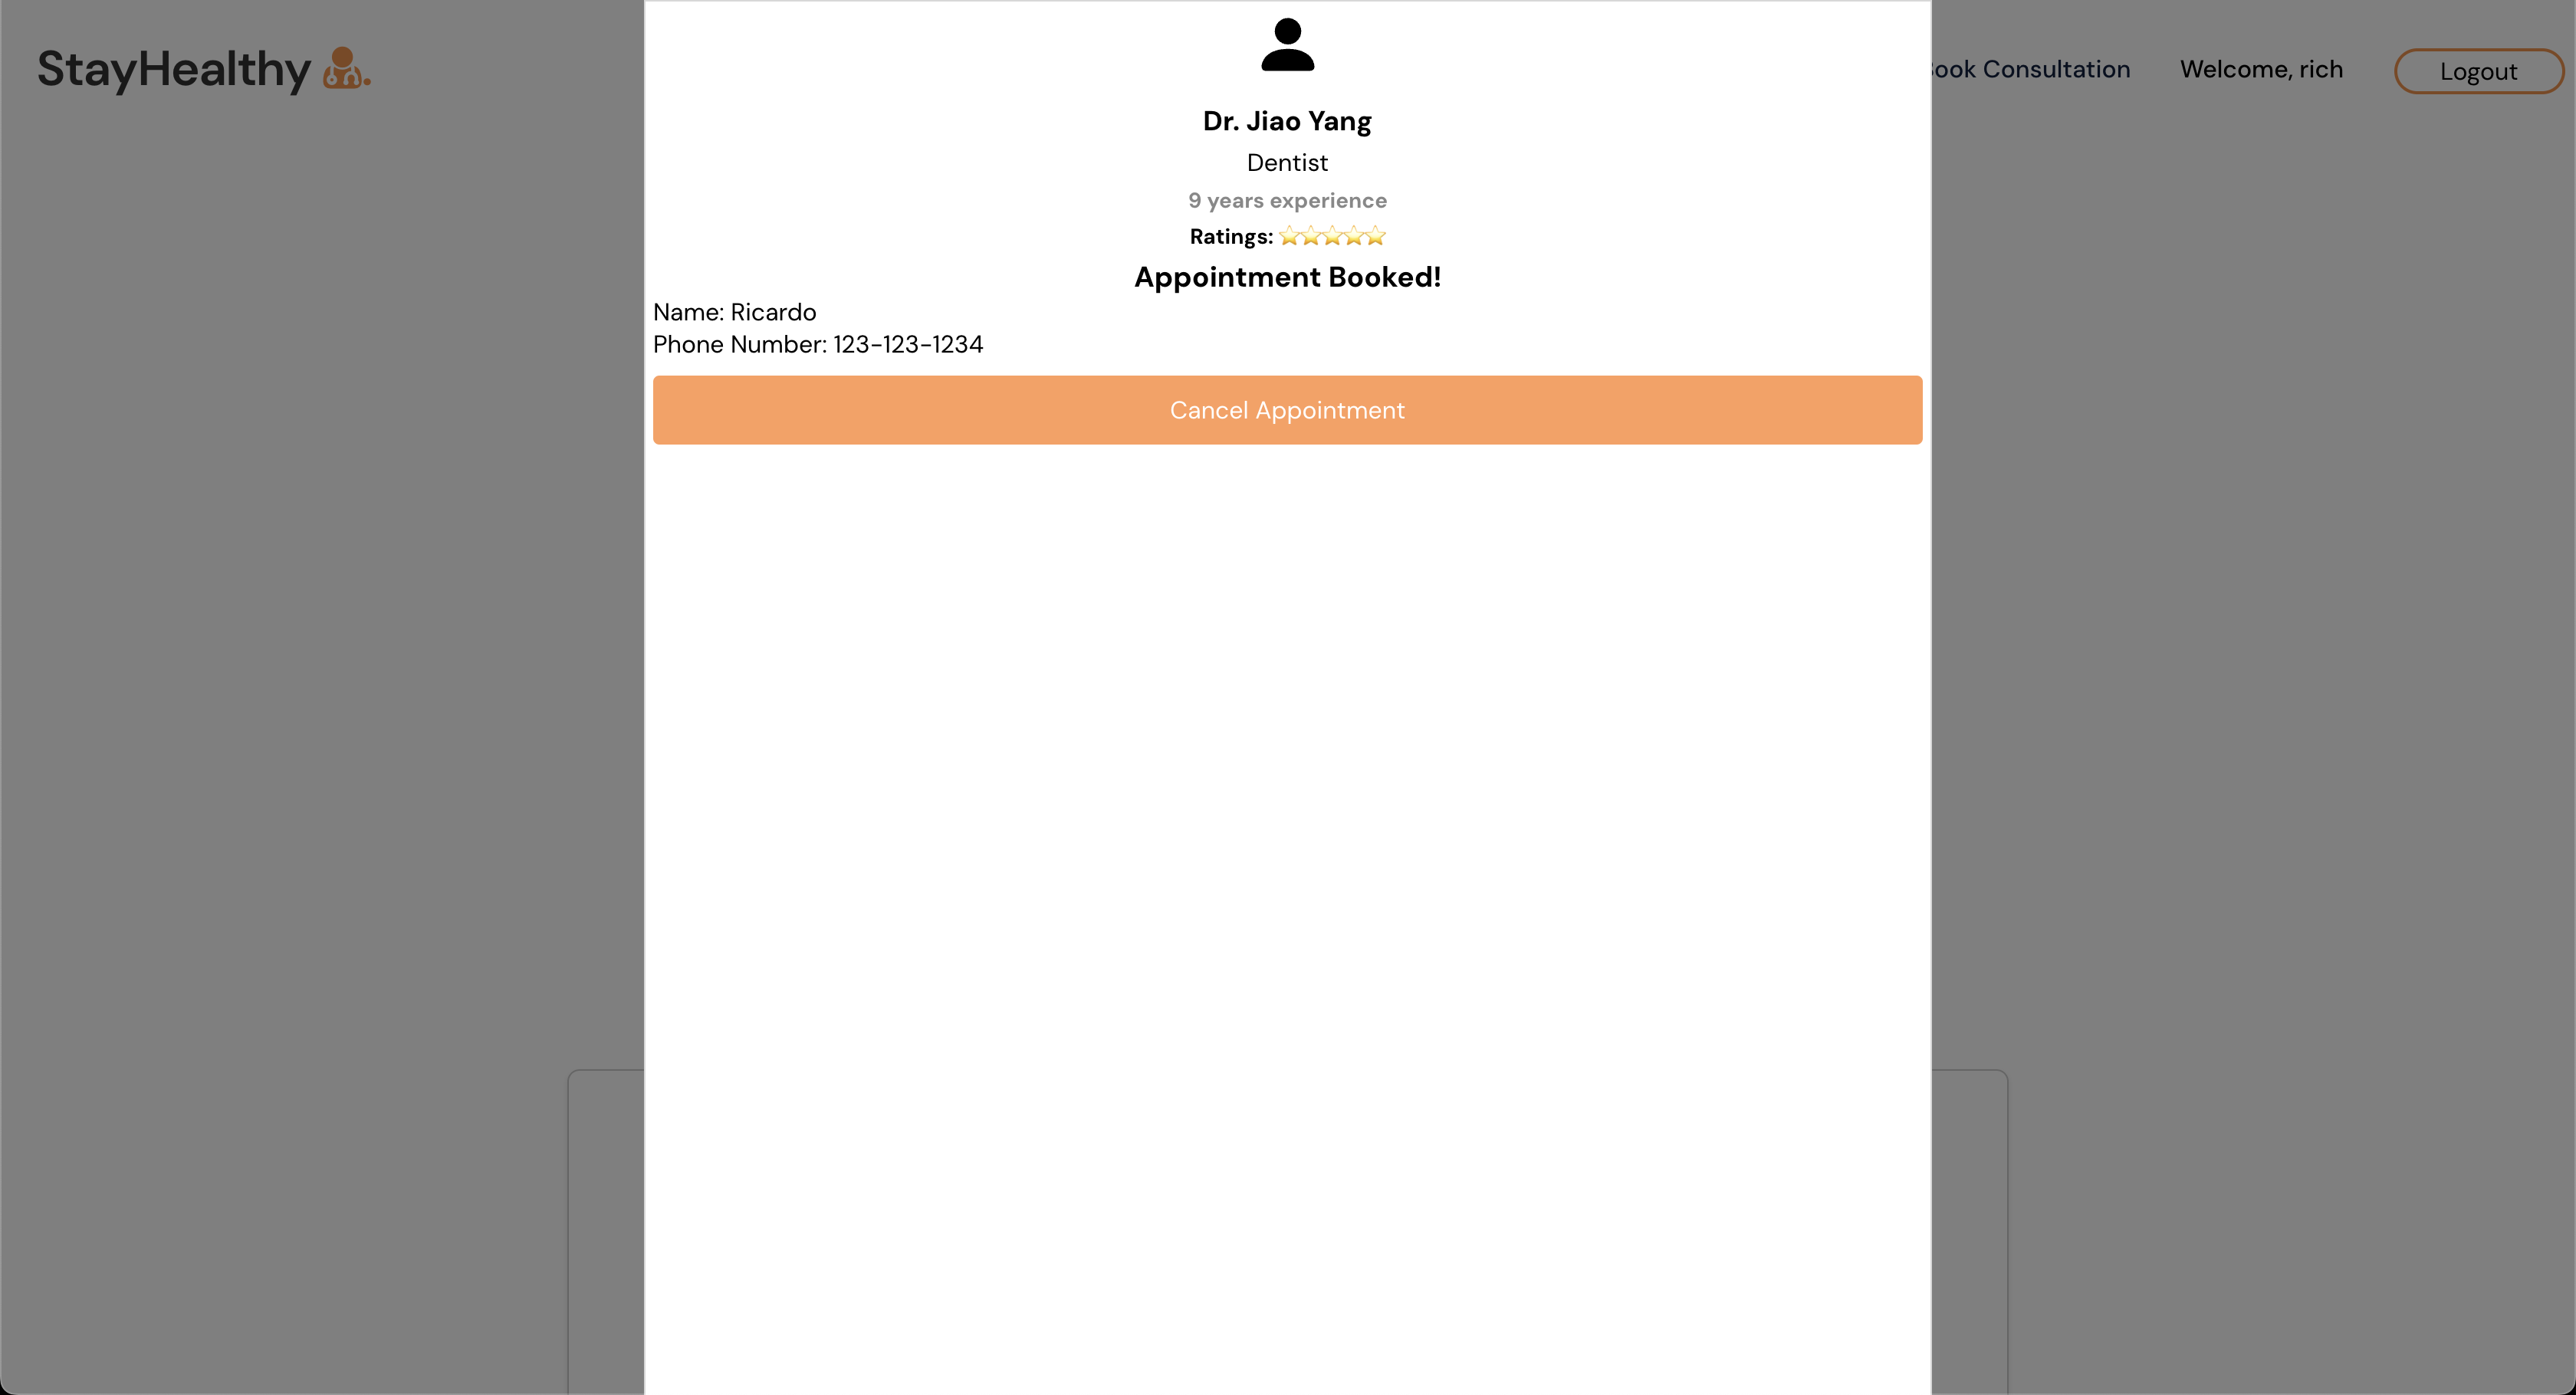 StayHealthy
Book Consultation
Welcome, rich
Logout
Dr. Jiao Yang
Dentist
9 years experience
Ratings: ⭐⭐⭐⭐⭐
Appointment Booked!
Name: Ricardo
Phone Number: 123-123-1234
Cancel Appointment